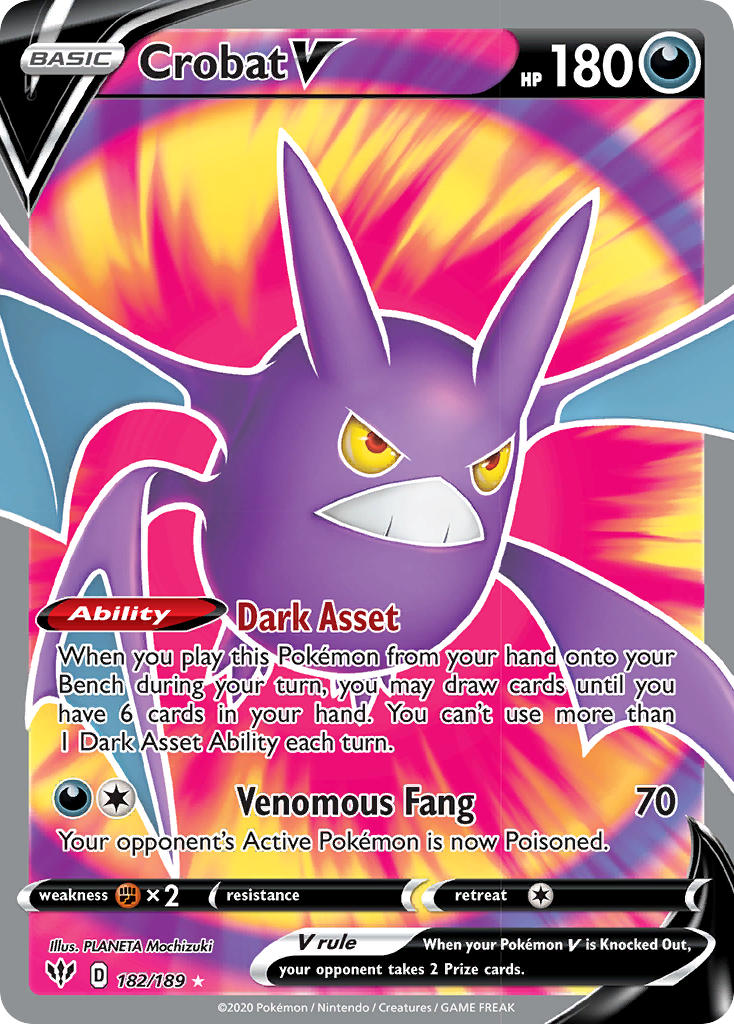 BASIC Crobat V HP 180
Ability Dark Asset
When you play this Pokémon from your hand onto your
Bench during your turn, you may draw cards until you
have 6 cards in your hand. You can't use more than
1 Dark Asset Ability each turn.
Venomous Fang 70
Your opponent's Active Pokémon is now Poisoned.
weakness ×2 resistance retreat
Illus. PLANETA Mochizuki
V rule When your Pokémon V is Knocked Out,
your opponent takes 2 Prize cards.
D 182/189 ★
©2020 Pokémon / Nintendo / Creatures / GAME FREAK